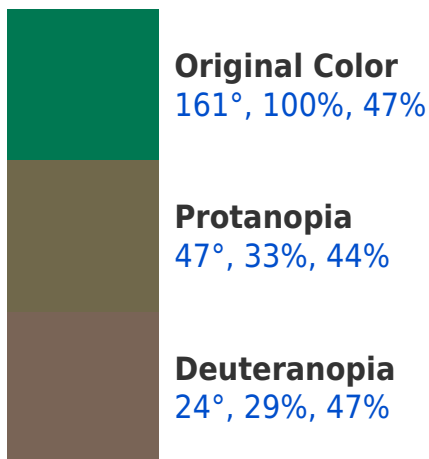 Original Color
161°, 100%, 47%
Protanopia
47°, 33%, 44%
Deuteranopia
24°, 29%, 47%